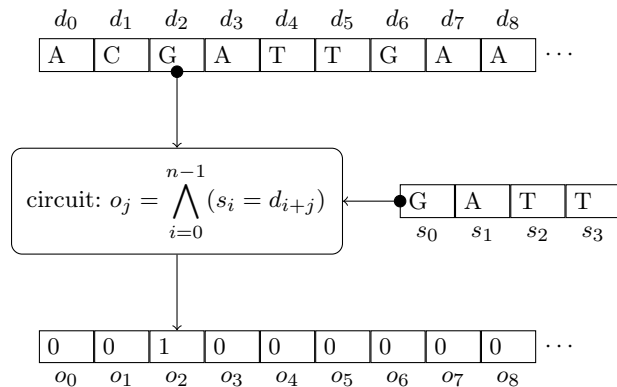 d₀ d₁ d₂ d₃ d₄ d₅ d₆ d₇ d₈
A C G A T T G A A ⋯
circuit: oⱼ = ⋀_{i=0}^{n−1} (sᵢ = dᵢ₊ⱼ)
G A T T
s₀ s₁ s₂ s₃
0 0 1 0 0 0 0 0 0 ⋯
o₀ o₁ o₂ o₃ o₄ o₅ o₆ o₇ o₈